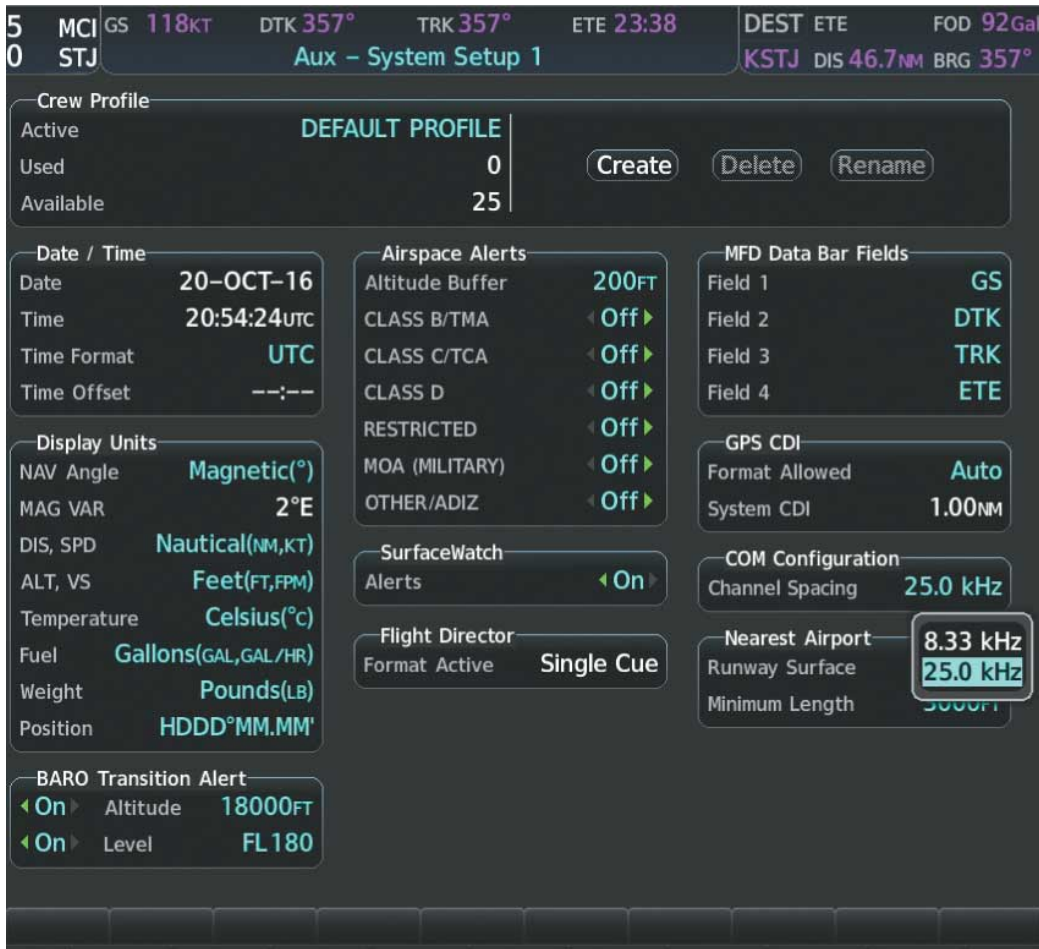 5 MCI GS 118KT DTK 357° TRK 357° ETE 23:38 DEST ETE FOD 92Gal
0 STJ Aux – System Setup 1 KSTJ DIS 46.7NM BRG 357°
Crew Profile
Active DEFAULT PROFILE
Used 0
Available 25
Create Delete Rename
Date / Time
Date 20–OCT–16
Time 20:54:24UTC
Time Format UTC
Time Offset --:--
Display Units
NAV Angle Magnetic(°)
MAG VAR 2°E
DIS, SPD Nautical(NM,KT)
ALT, VS Feet(FT,FPM)
Temperature Celsius(°C)
Fuel Gallons(GAL,GAL/HR)
Weight Pounds(LB)
Position HDDD°MM.MM'
BARO Transition Alert
On Altitude 18000FT
On Level FL180
Airspace Alerts
Altitude Buffer 200FT
CLASS B/TMA Off
CLASS C/TCA Off
CLASS D Off
RESTRICTED Off
MOA (MILITARY) Off
OTHER/ADIZ Off
SurfaceWatch
Alerts On
Flight Director
Format Active Single Cue
MFD Data Bar Fields
Field 1 GS
Field 2 DTK
Field 3 TRK
Field 4 ETE
GPS CDI
Format Allowed Auto
System CDI 1.00NM
COM Configuration
Channel Spacing 25.0 kHz
Nearest Airport
Runway Surface
Minimum Length
8.33 kHz
25.0 kHz